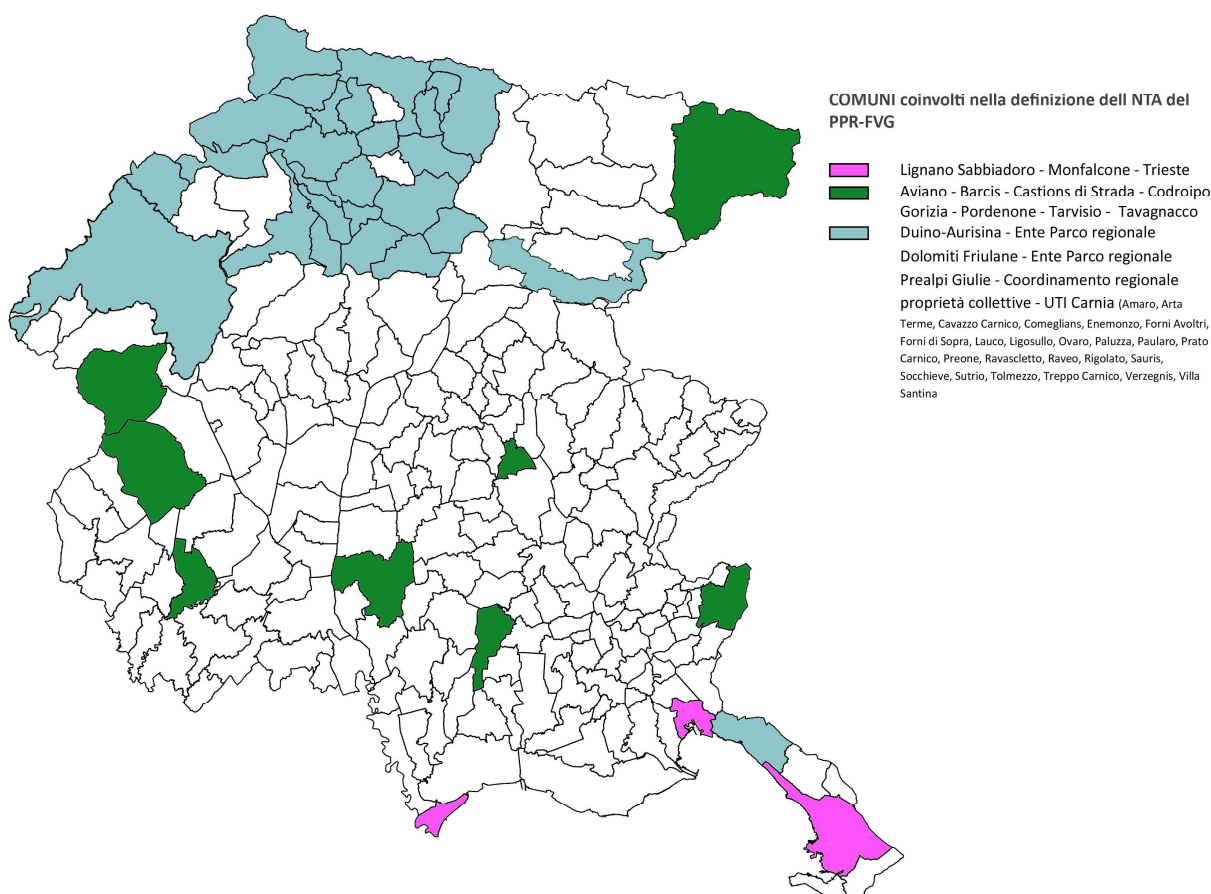 COMUNI coinvolti nella definizione dell NTA del
PPR-FVG
Lignano Sabbiadoro - Monfalcone - Trieste
Aviano - Barcis - Castions di Strada - Codroipo
Gorizia - Pordenone - Tarvisio - Tavagnacco
Duino-Aurisina - Ente Parco regionale
Dolomiti Friulane - Ente Parco regionale
Prealpi Giulie - Coordinamento regionale
proprietà collettive - UTI Carnia (Amaro, Arta
Terme, Cavazzo Carnico, Comeglians, Enemonzo, Forni Avoltri,
Forni di Sopra, Lauco, Ligosullo, Ovaro, Paluzza, Paularo, Prato
Carnico, Preone, Ravascletto, Raveo, Rigolato, Sauris,
Socchieve, Sutrio, Tolmezzo, Treppo Carnico, Verzegnis, Villa
Santina